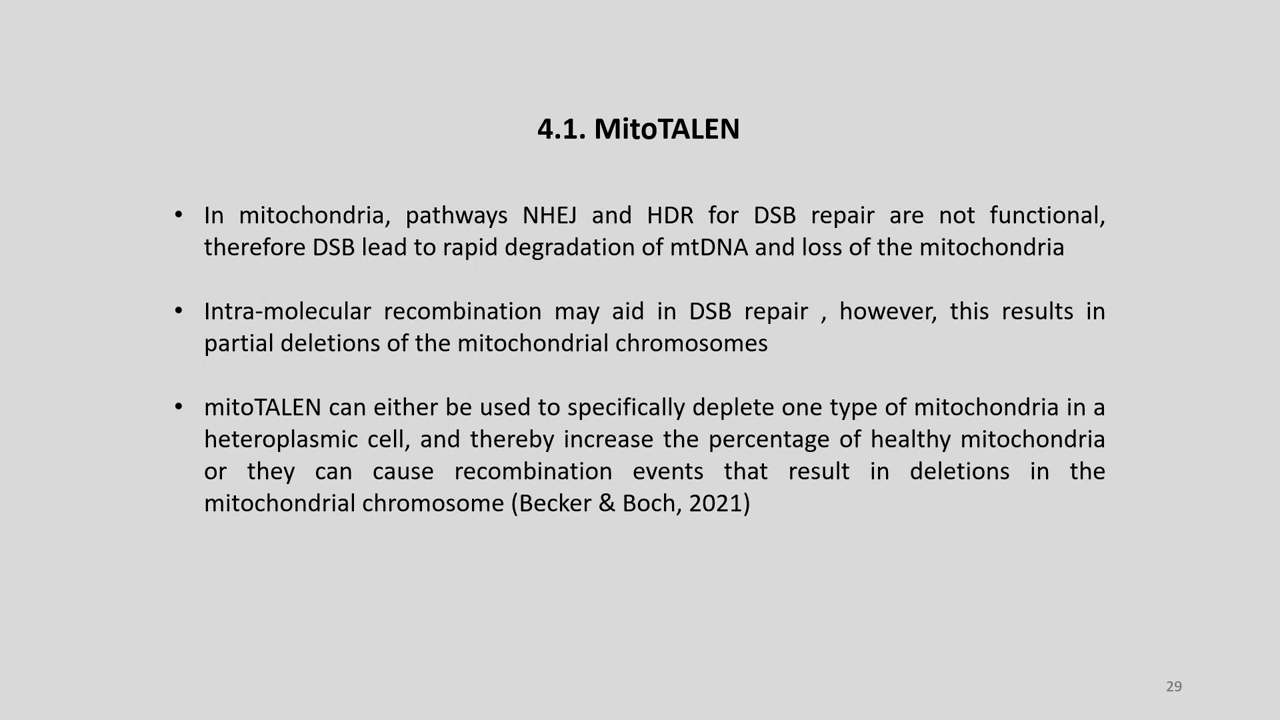 4.1. MitoTALEN
• In mitochondria, pathways NHEJ and HDR for DSB repair are not functional,
therefore DSB lead to rapid degradation of mtDNA and loss of the mitochondria
• Intra-molecular recombination may aid in DSB repair , however, this results in
partial deletions of the mitochondrial chromosomes
• mitoTALEN can either be used to specifically deplete one type of mitochondria in a
heteroplasmic cell, and thereby increase the percentage of healthy mitochondria
or they can cause recombination events that result in deletions in the
mitochondrial chromosome (Becker & Boch, 2021)
29